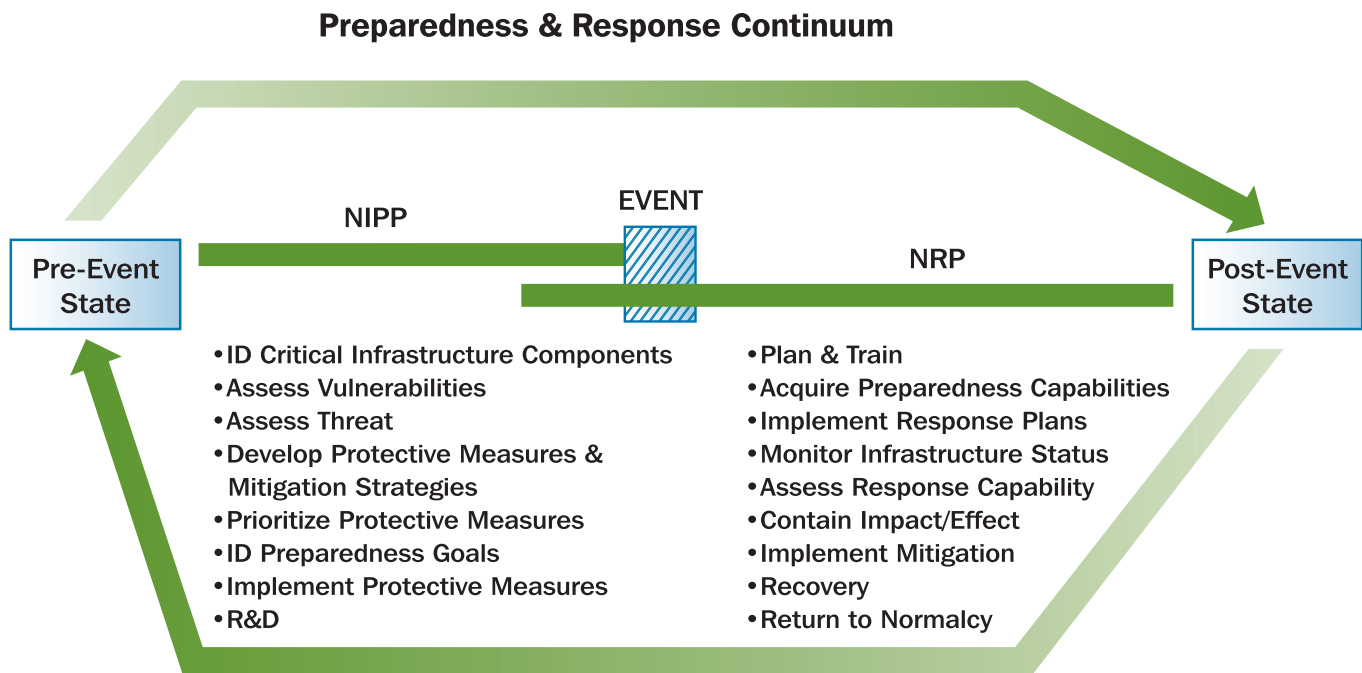 Preparedness & Response Continuum
EVENT
NIPP
NRP
Pre-Event
State
Post-Event
State
•ID Critical Infrastructure Components
•Assess Vulnerabilities
•Assess Threat
•Develop Protective Measures &
Mitigation Strategies
•Prioritize Protective Measures
•ID Preparedness Goals
•Implement Protective Measures
•R&D
•Plan & Train
•Acquire Preparedness Capabilities
•Implement Response Plans
•Monitor Infrastructure Status
•Assess Response Capability
•Contain Impact/Effect
•Implement Mitigation
•Recovery
•Return to Normalcy